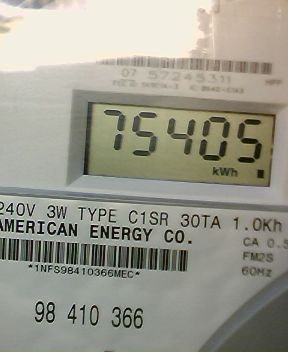 07 57245311
75405
kWh
240V 3W TYPE C1SR 30TA 1.0Kh
AMERICAN ENERGY CO.
CA 0.5
*1NFS98410366MEC*
FM2S
60Hz
98 410 366